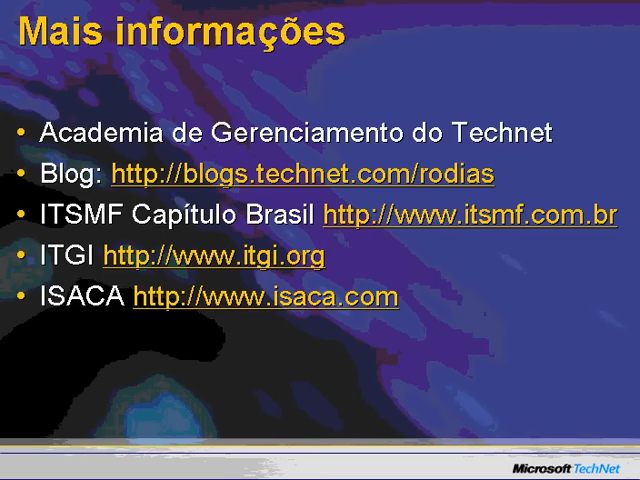 Mais informações
• Academia de Gerenciamento do Technet
• Blog: http://blogs.technet.com/rodias
• ITSMF Capítulo Brasil http://www.itsmf.com.br
• ITGI http://www.itgi.org
• ISACA http://www.isaca.com
Microsoft TechNet